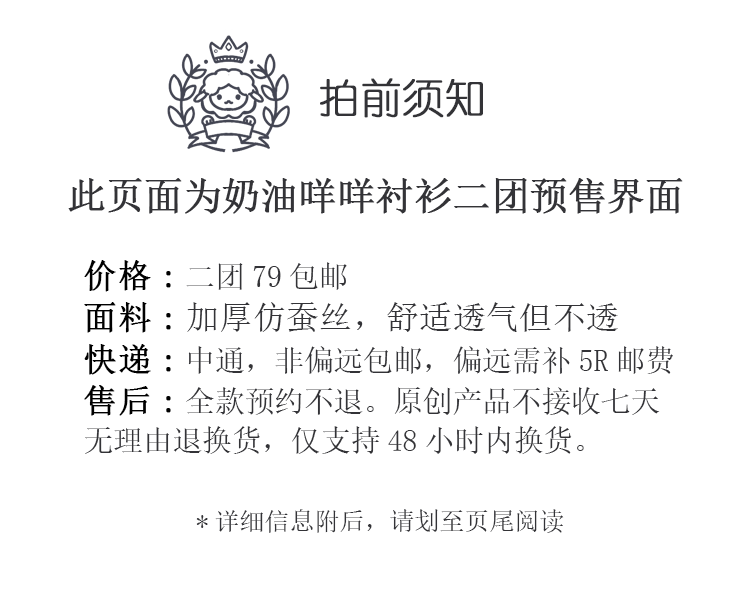 拍前须知
此页面为奶油咩咩衬衫二团预售界面
价格：二团 79 包邮
面料：加厚仿蚕丝，舒适透气但不透
快递：中通，非偏远包邮，偏远需补 5R 邮费
售后：全款预约不退。原创产品不接收七天
无理由退换货，仅支持 48 小时内换货。
*详细信息附后，请划至页尾阅读